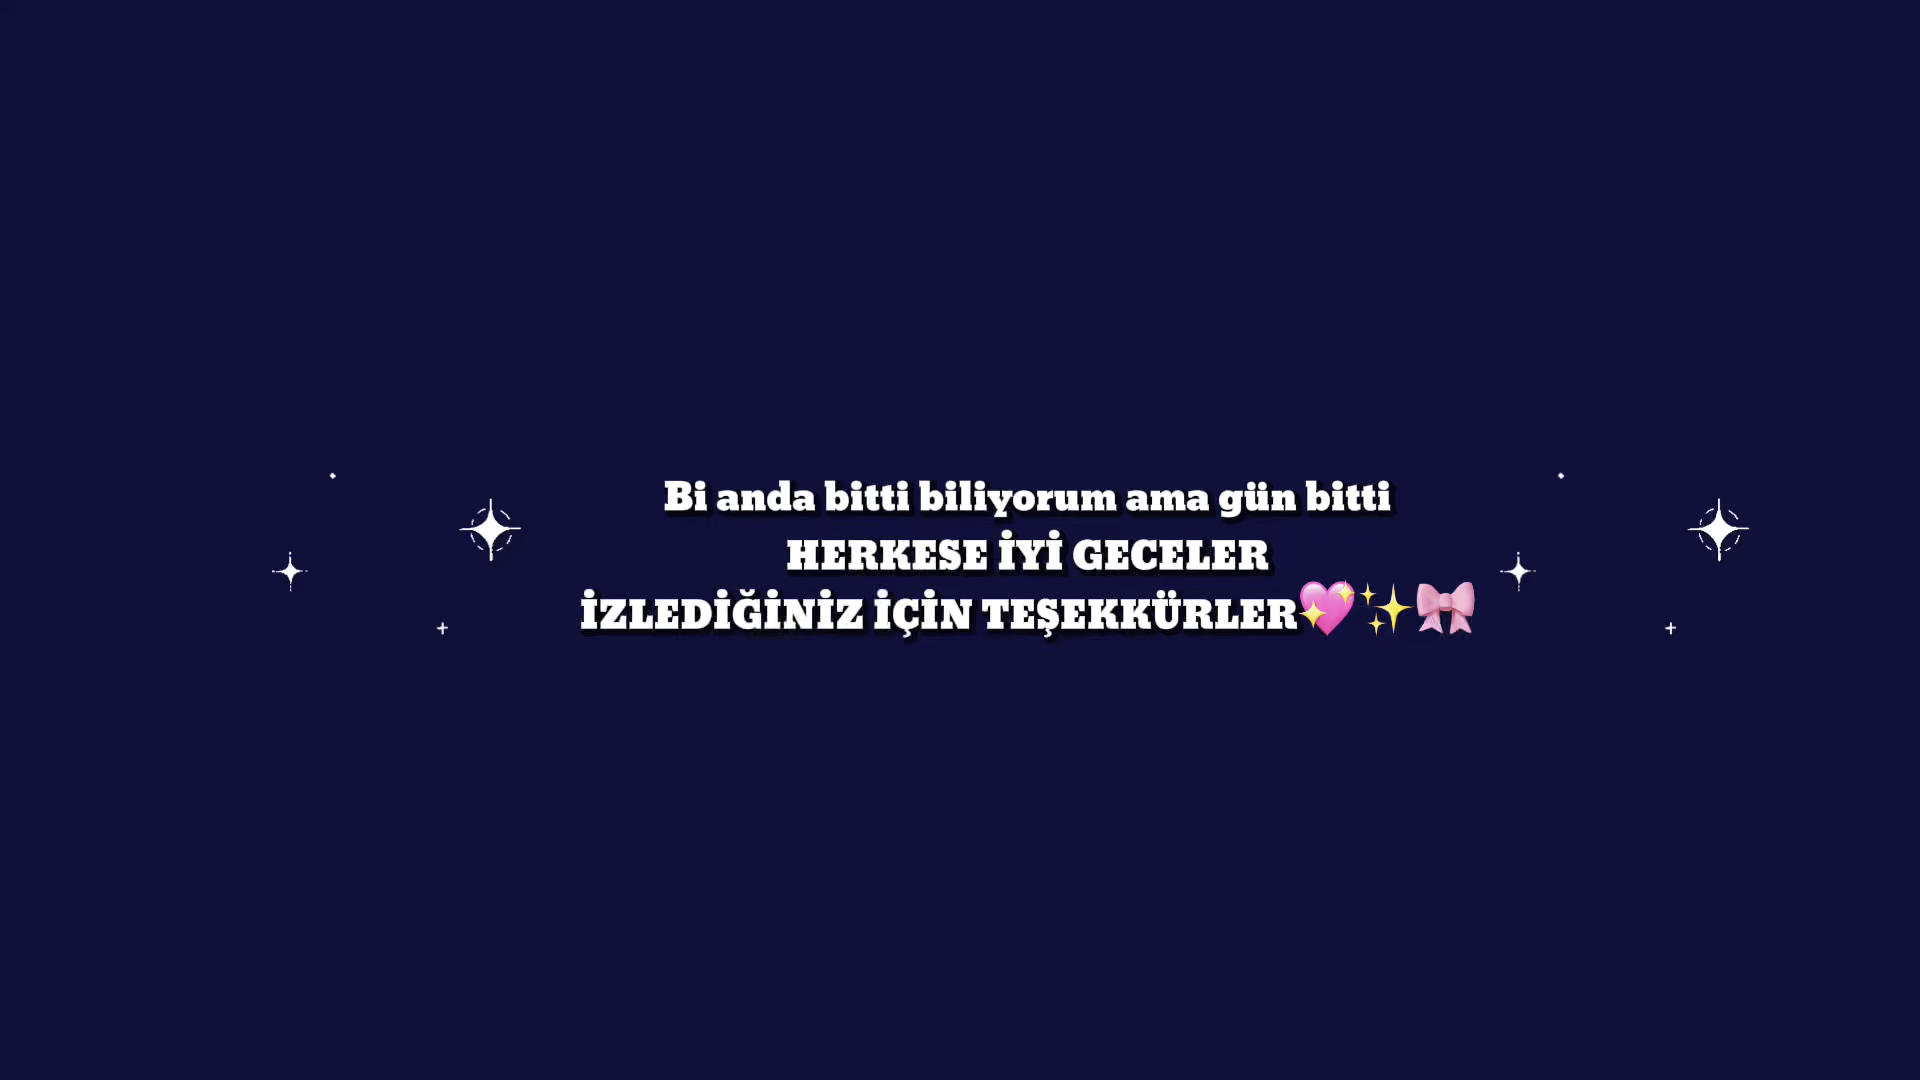 Bi anda bitti biliyorum ama gün bitti
HERKESE İYİ GECELER
İZLEDİĞİNİZ İÇİN TEŞEKKÜRLER💖✨🎀